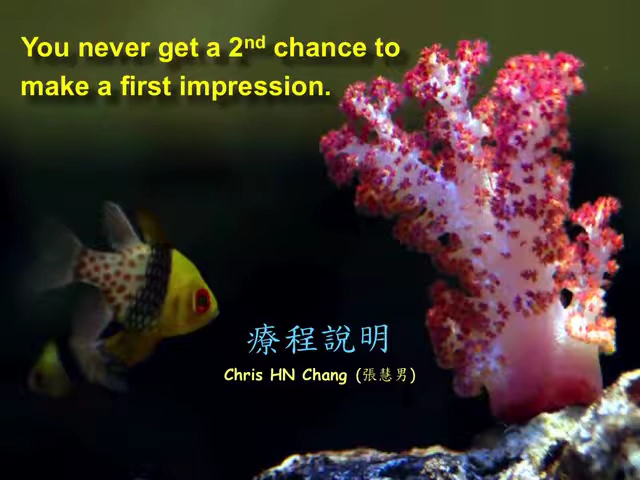 You never get a 2nd chance to
make a first impression.
療程說明
Chris HN Chang (張慧男)